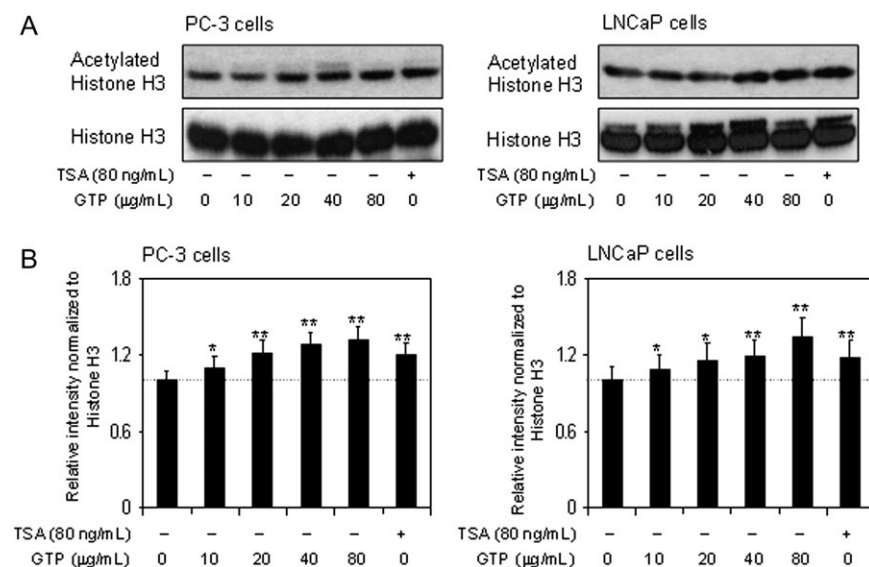 A
PC-3 cells
LNCaP cells
Acetylated
Histone H3
Acetylated
Histone H3
Histone H3
Histone H3
TSA (80 ng/mL) – – – – – +
GTP (µg/mL) 0 10 20 40 80 0
TSA (80 ng/mL) – – – – – +
GTP (µg/mL) 0 10 20 40 80 0
B
PC-3 cells
Relative intensity normalized to
Histone H3
1.8
1.2
0.6
0
* ** ** ** **
TSA (80 ng/mL) – – – – – +
GTP (µg/mL) 0 10 20 40 80 0
LNCaP cells
Relative intensity normalized to
Histone H3
1.8
1.2
0.6
0
* * ** ** **
TSA (80 ng/mL) – – – – – +
GTP (µg/mL) 0 10 20 40 80 0